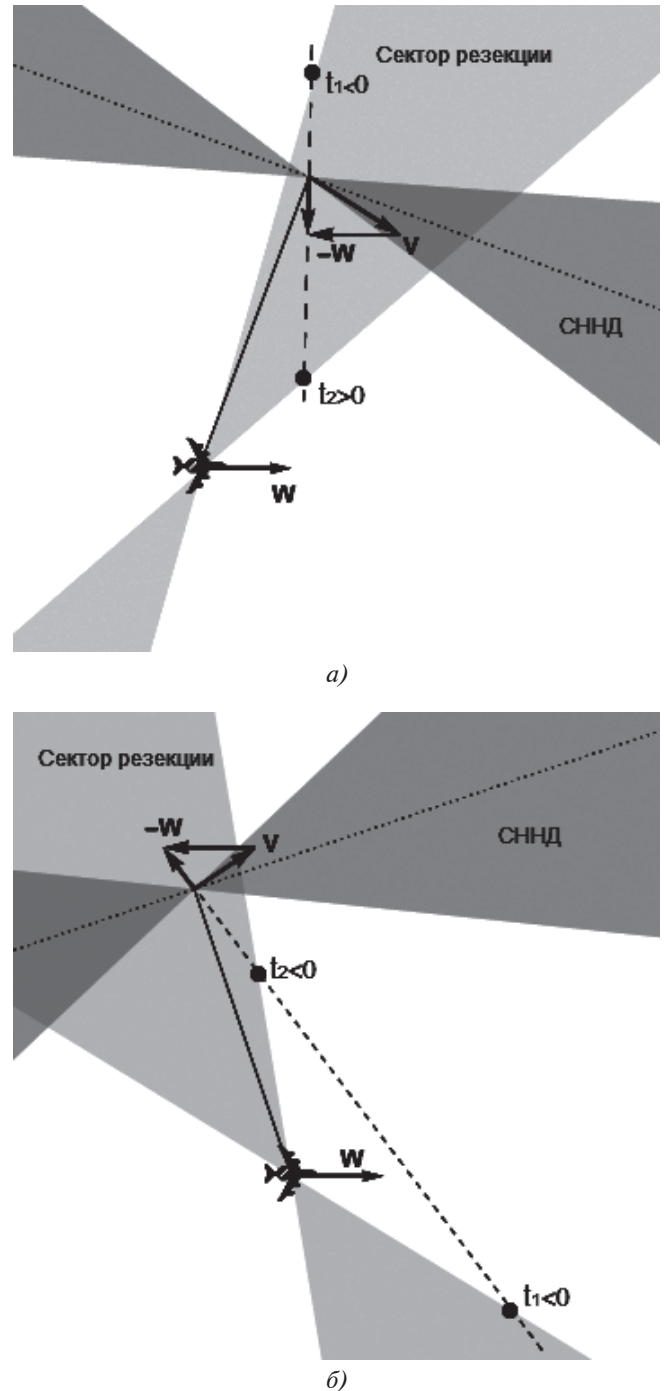 Сектор резекции
t₁<0
–W
V
СННД
t₂>0
W
а)
Сектор резекции
–W
V
СННД
t₂<0
W
t₁<0
б)